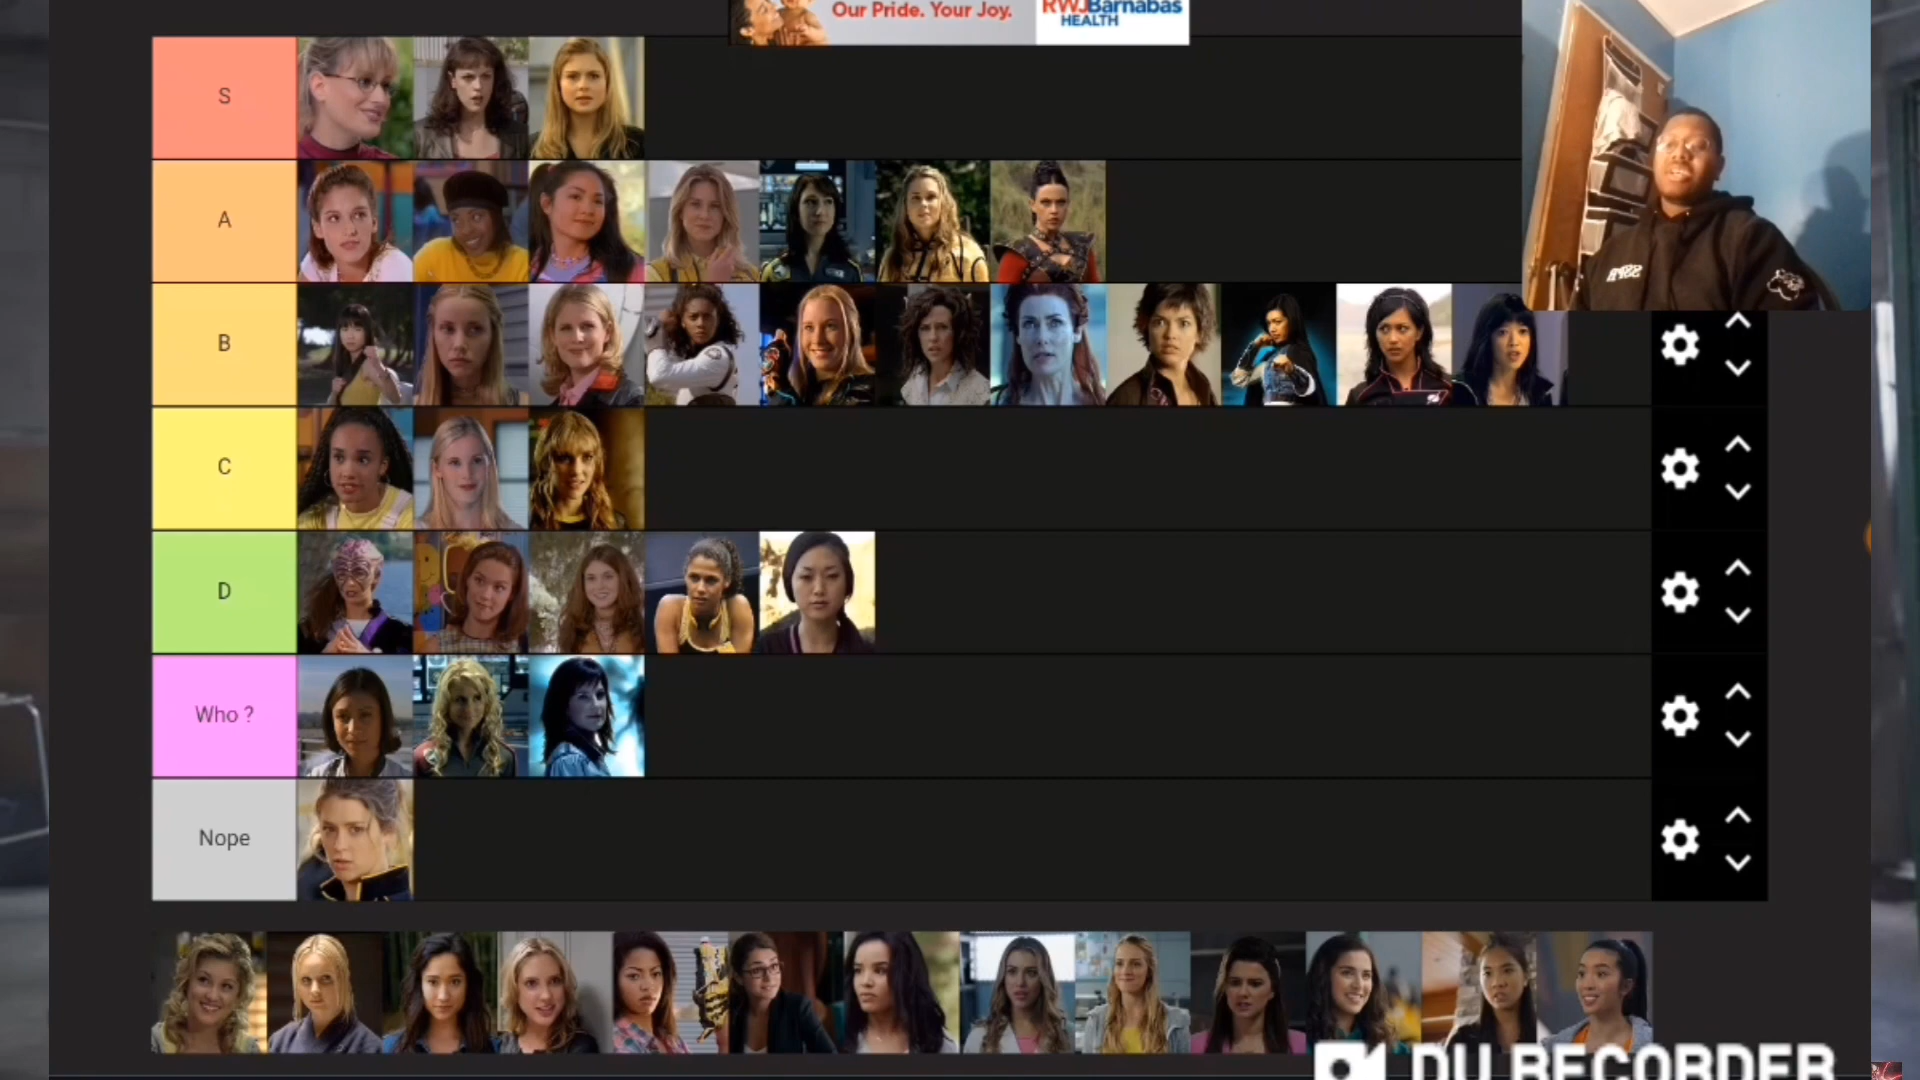 Our Pride. Your Joy.
RWJBarnabas
HEALTH
S
A
B
C
D
Who ?
Nope
DU RECORDER